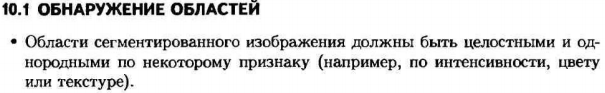 10.1 ОБНАРУЖЕНИЕ ОБЛАСТЕЙ
• Области сегментированного изображения должны быть целостными и од-
нородными по некоторому признаку (например, по интенсивности, цвету
или текстуре).